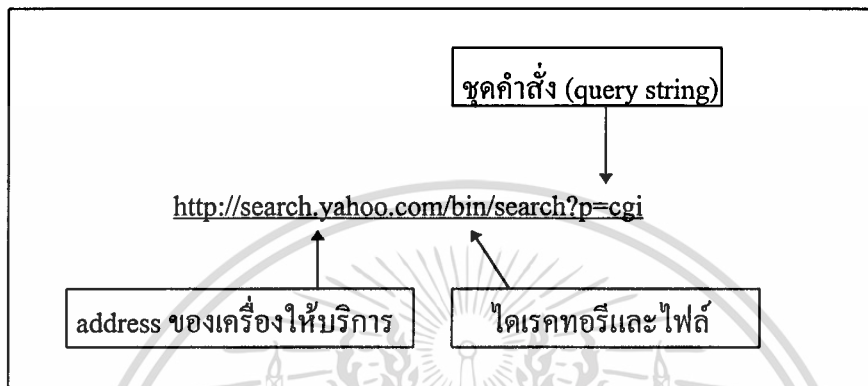 ชุดคำสั่ง (query string)
http://search.yahoo.com/bin/search?p=cgi
address ของเครื่องให้บริการ
ไดเรคทอรีและไฟล์